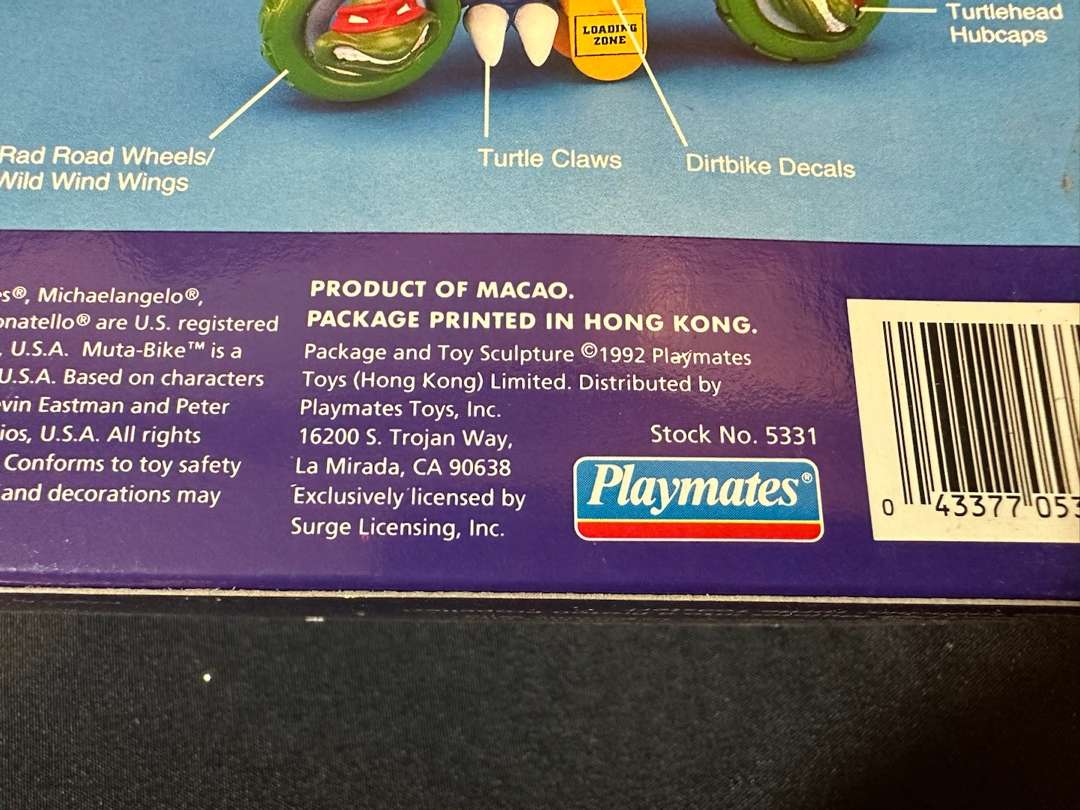 LOADING
ZONE
Turtlehead
Hubcaps
Rad Road Wheels/
Wild Wind Wings
Turtle Claws
Dirtbike Decals
s®, Michaelangelo®,
onatello® are U.S. registered
, U.S.A. Muta-Bike™ is a
U.S.A. Based on characters
vin Eastman and Peter
ios, U.S.A. All rights
Conforms to toy safety
and decorations may
PRODUCT OF MACAO.
PACKAGE PRINTED IN HONG KONG.
Package and Toy Sculpture ©1992 Playmates
Toys (Hong Kong) Limited. Distributed by
Playmates Toys, Inc.
16200 S. Trojan Way,
La Mirada, CA 90638
Exclusively licensed by
Surge Licensing, Inc.
Stock No. 5331
Playmates®
0 43377 053